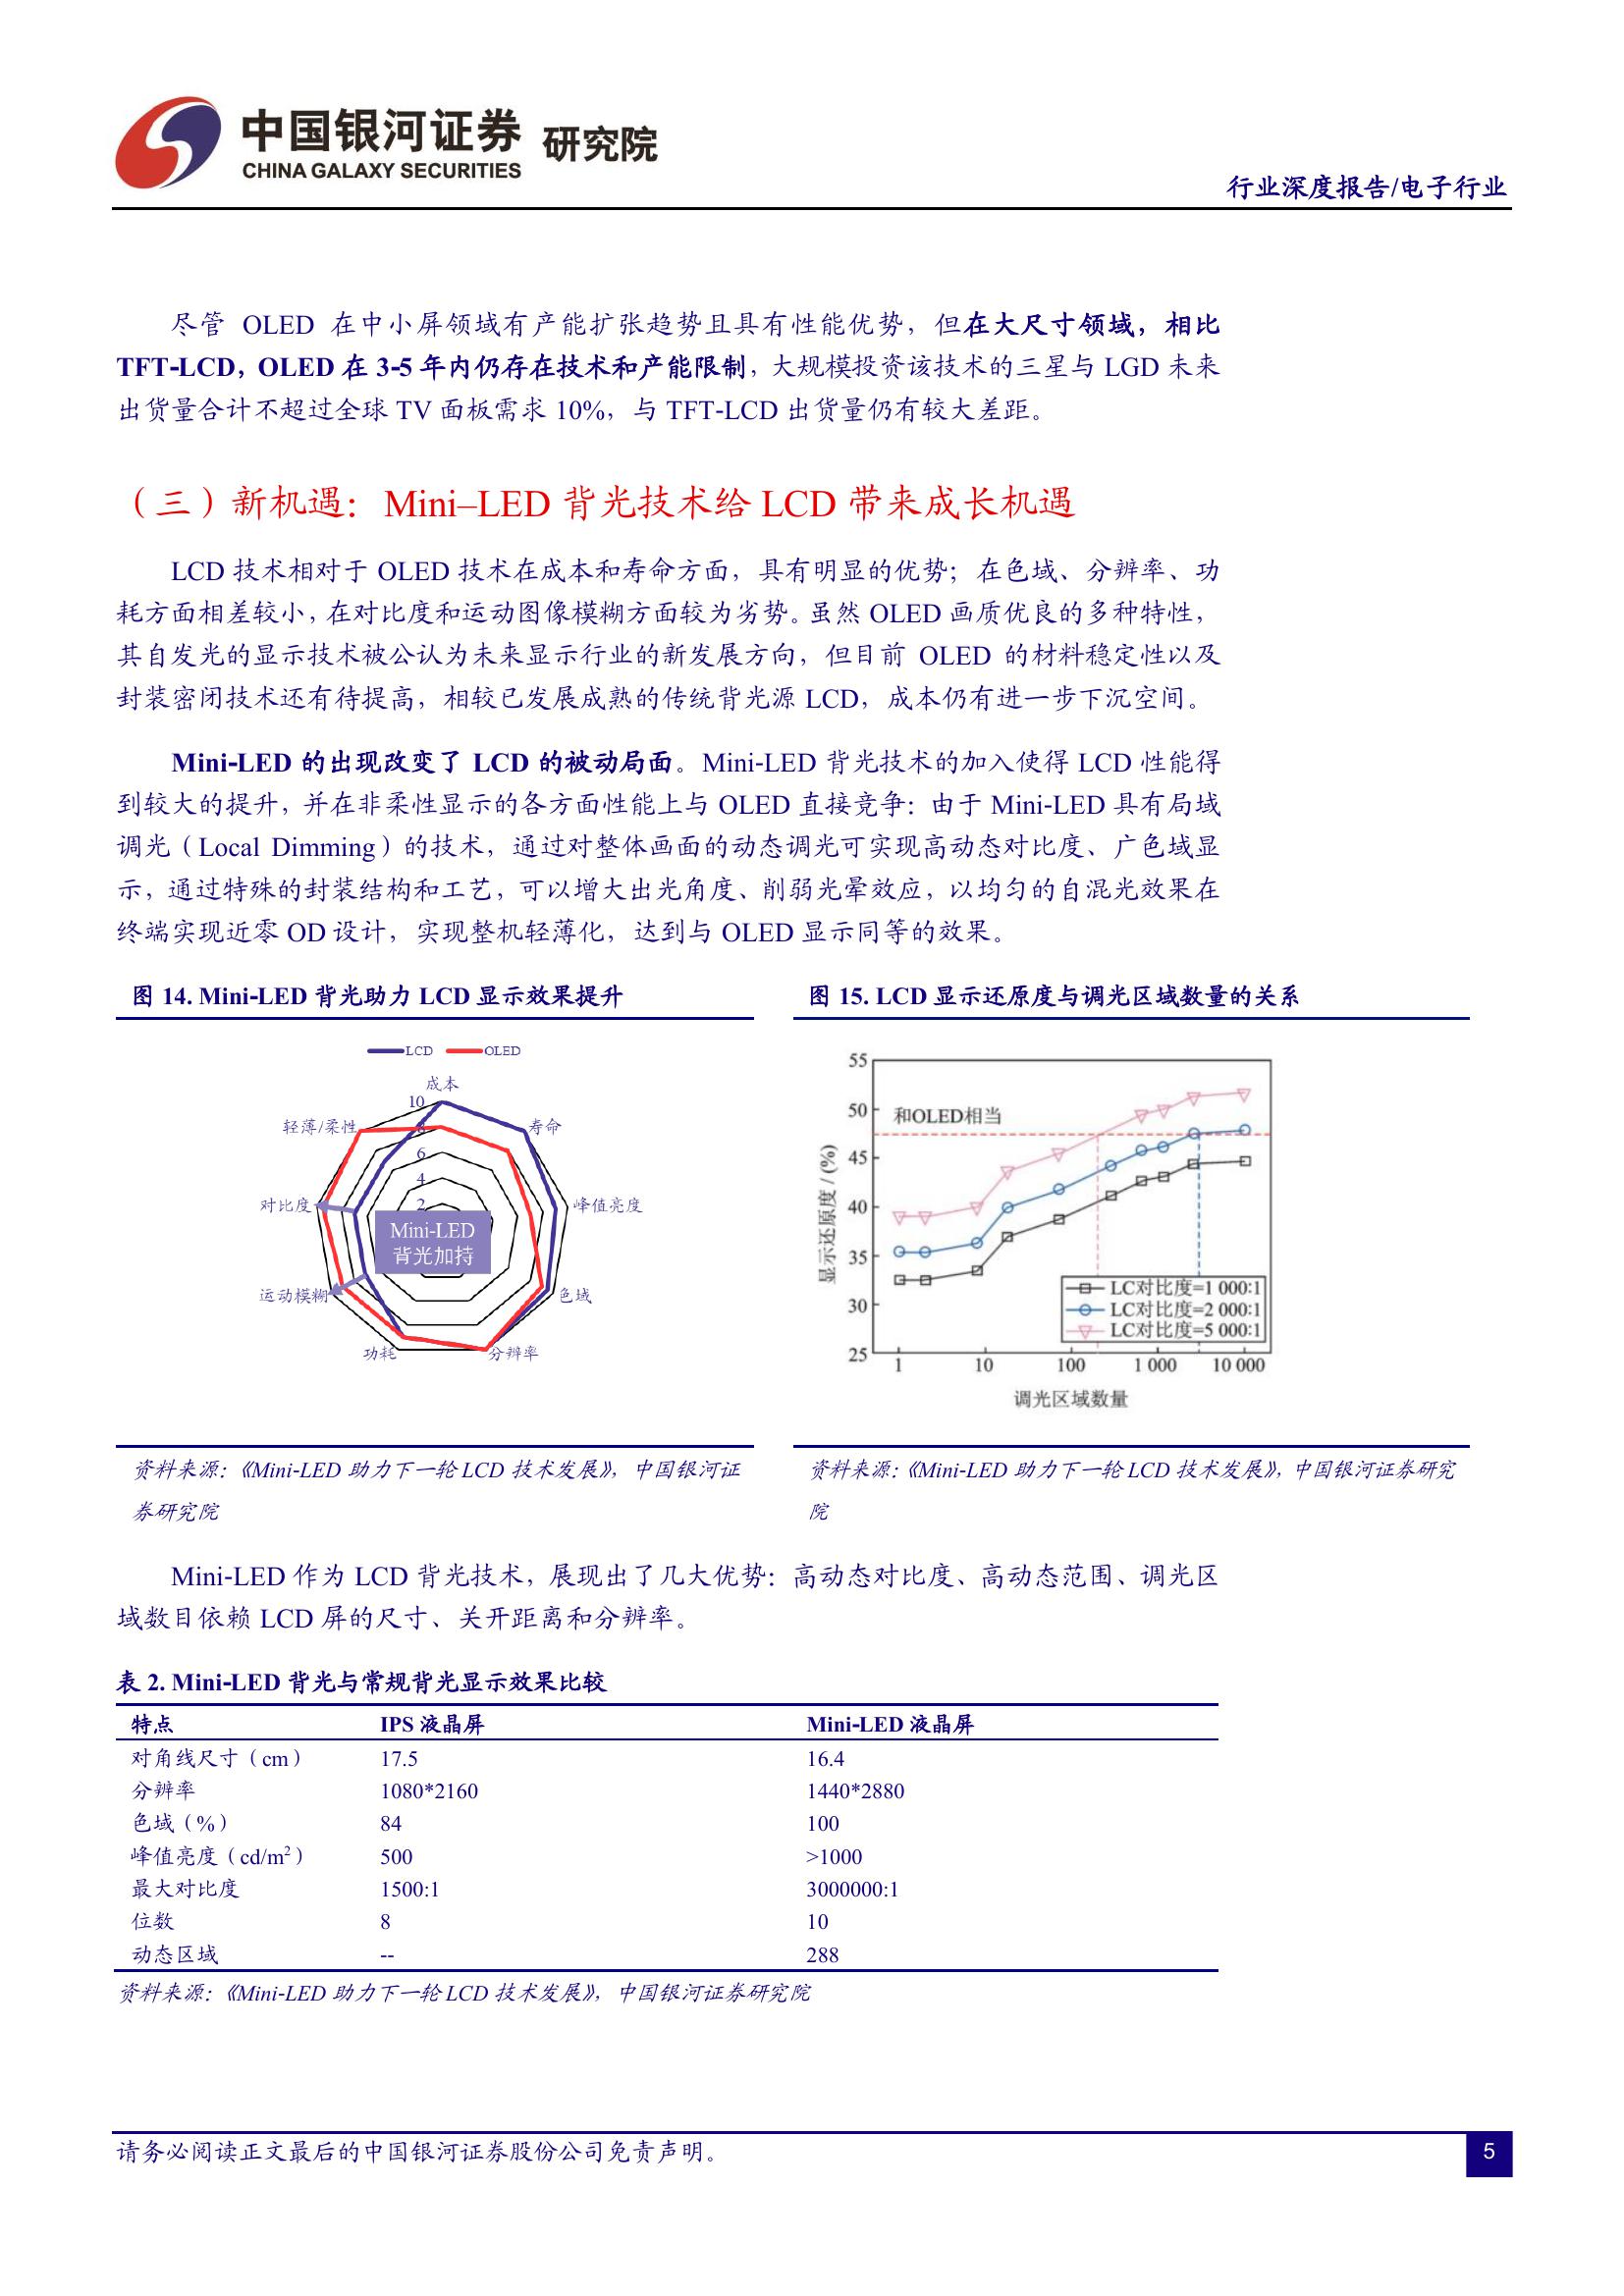 中国银河证券 研究院
CHINA GALAXY SECURITIES
行业深度报告/电子行业
尽管 OLED 在中小屏领域有产能扩张趋势且具有性能优势，但在大尺寸领域，相比
TFT-LCD，OLED 在 3-5 年内仍存在技术和产能限制，大规模投资该技术的三星与 LGD 未来
出货量合计不超过全球 TV 面板需求 10%，与 TFT-LCD 出货量仍有较大差距。
（三）新机遇：Mini–LED 背光技术给 LCD 带来成长机遇
LCD 技术相对于 OLED 技术在成本和寿命方面，具有明显的优势；在色域、分辨率、功
耗方面相差较小，在对比度和运动图像模糊方面较为劣势。虽然 OLED 画质优良的多种特性，
其自发光的显示技术被公认为未来显示行业的新发展方向，但目前 OLED 的材料稳定性以及
封装密闭技术还有待提高，相较已发展成熟的传统背光源 LCD，成本仍有进一步下沉空间。
Mini-LED 的出现改变了 LCD 的被动局面。Mini-LED 背光技术的加入使得 LCD 性能得
到较大的提升，并在非柔性显示的各方面性能上与 OLED 直接竞争：由于 Mini-LED 具有局域
调光（Local Dimming）的技术，通过对整体画面的动态调光可实现高动态对比度、广色域显
示，通过特殊的封装结构和工艺，可以增大出光角度、削弱光晕效应，以均匀的自混光效果在
终端实现近零 OD 设计，实现整机轻薄化，达到与 OLED 显示同等的效果。
图 14. Mini-LED 背光助力 LCD 显示效果提升
LCD OLED
成本
10
轻薄/柔性
8
寿命
6
4
2
对比度
峰值亮度
Mini-LED
背光加持
运动模糊
色域
功耗
分辨率
资料来源：《Mini-LED 助力下一轮 LCD 技术发展》，中国银河证
券研究院
图 15. LCD 显示还原度与调光区域数量的关系
55
50
和OLED相当
45
40
35
30
25
显示还原度 / (%)
LC对比度=1 000∶1
LC对比度=2 000∶1
LC对比度=5 000∶1
1 10 100 1 000 10 000
调光区域数量
资料来源：《Mini-LED 助力下一轮 LCD 技术发展》，中国银河证券研究
院
Mini-LED 作为 LCD 背光技术，展现出了几大优势：高动态对比度、高动态范围、调光区
域数目依赖 LCD 屏的尺寸、关开距离和分辨率。
表 2. Mini-LED 背光与常规背光显示效果比较
特点 IPS 液晶屏 Mini-LED 液晶屏
对角线尺寸（cm） 17.5 16.4
分辨率 1080*2160 1440*2880
色域（%） 84 100
峰值亮度（cd/m²） 500 >1000
最大对比度 1500:1 3000000:1
位数 8 10
动态区域 -- 288
资料来源：《Mini-LED 助力下一轮 LCD 技术发展》，中国银河证券研究院
请务必阅读正文最后的中国银河证券股份公司免责声明。
5